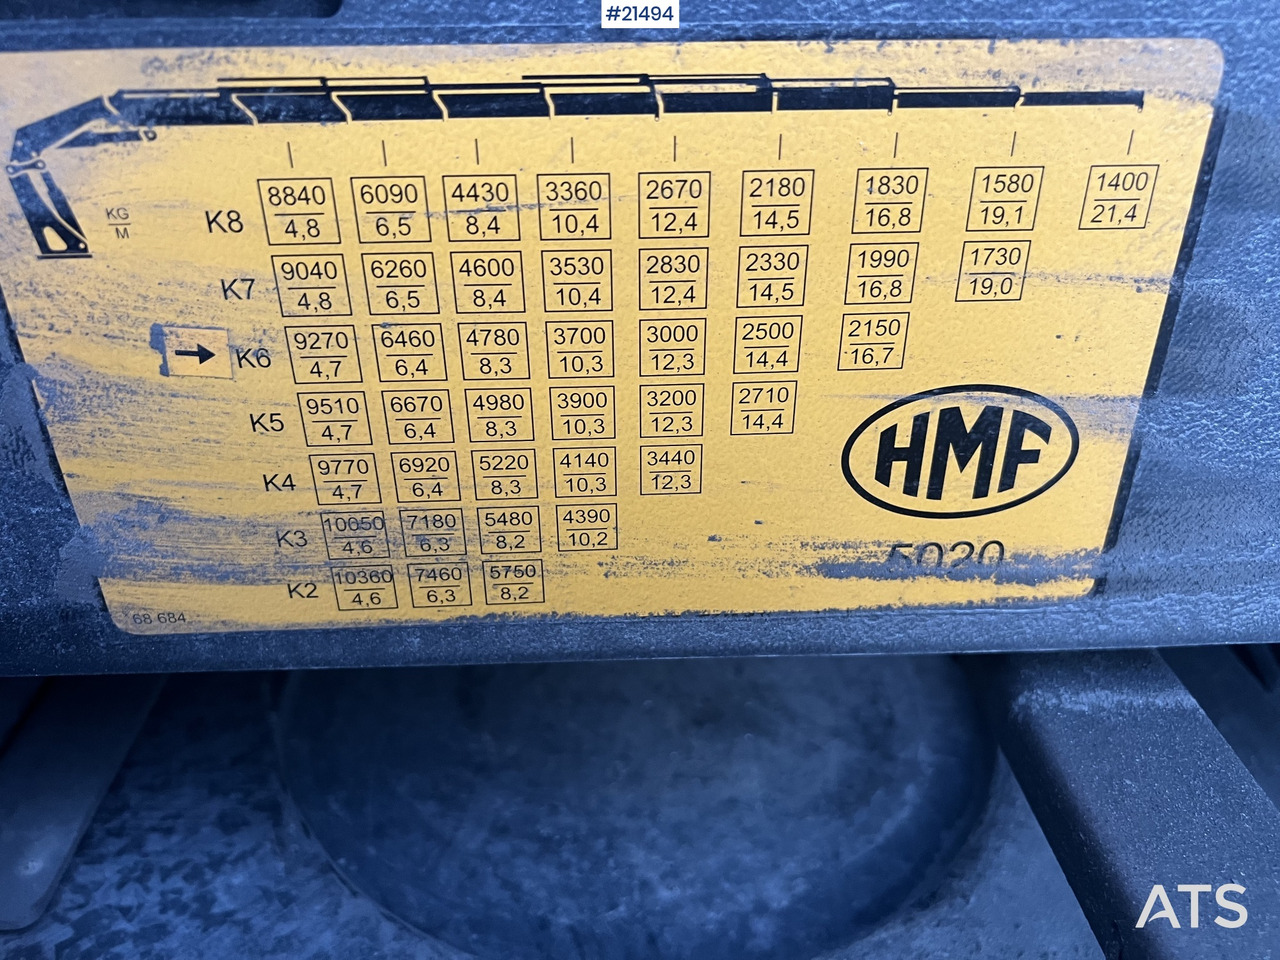 #21494
KG
M
K8 8840 6090 4430 3360 2670 2180 1830 1580 1400
4,8 6,5 8,4 10,4 12,4 14,5 16,8 19,1 21,4
K7 9040 6260 4600 3530 2830 2330 1990 1730
4,8 6,5 8,4 10,4 12,4 14,5 16,8 19,0
K6 9270 6460 4780 3700 3000 2500 2150
4,7 6,4 8,3 10,3 12,3 14,4 16,7
K5 9510 6670 4980 3900 3200 2710
4,7 6,4 8,3 10,3 12,3 14,4
K4 9770 6920 5220 4140 3440
4,7 6,4 8,3 10,3 12,3
K3 10050 7180 5480 4390
4,6 6,3 8,2 10,2
K2 10360 7460 5750
4,6 6,3 8,2
HMF
5020
68 684
ATS